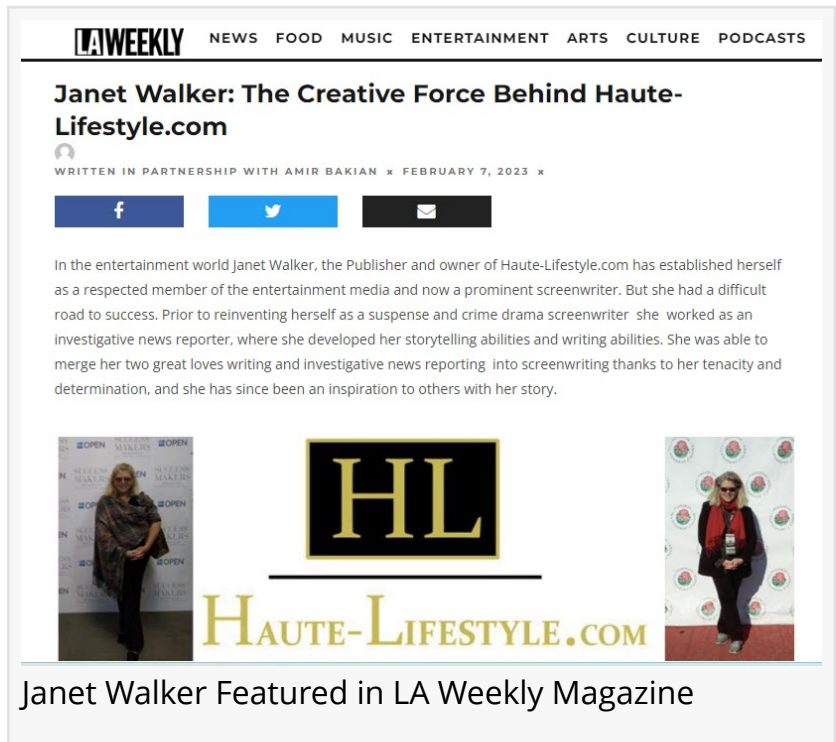 LA WEEKLY NEWS FOOD MUSIC ENTERTAINMENT ARTS CULTURE PODCASTS
Janet Walker: The Creative Force Behind Haute-
Lifestyle.com
WRITTEN IN PARTNERSHIP WITH AMIR BAKIAN × FEBRUARY 7, 2023 ×
f
In the entertainment world Janet Walker, the Publisher and owner of Haute-Lifestyle.com has established herself
as a respected member of the entertainment media and now a prominent screenwriter. But she had a difficult
road to success. Prior to reinventing herself as a suspense and crime drama screenwriter she worked as an
investigative news reporter, where she developed her storytelling abilities and writing abilities. She was able to
merge her two great loves writing and investigative news reporting into screenwriting thanks to her tenacity and
determination, and she has since been an inspiration to others with her story.
OPEN SUCCESS MAKERS OPEN
HL
HAUTE-LIFESTYLE.COM
Janet Walker Featured in LA Weekly Magazine